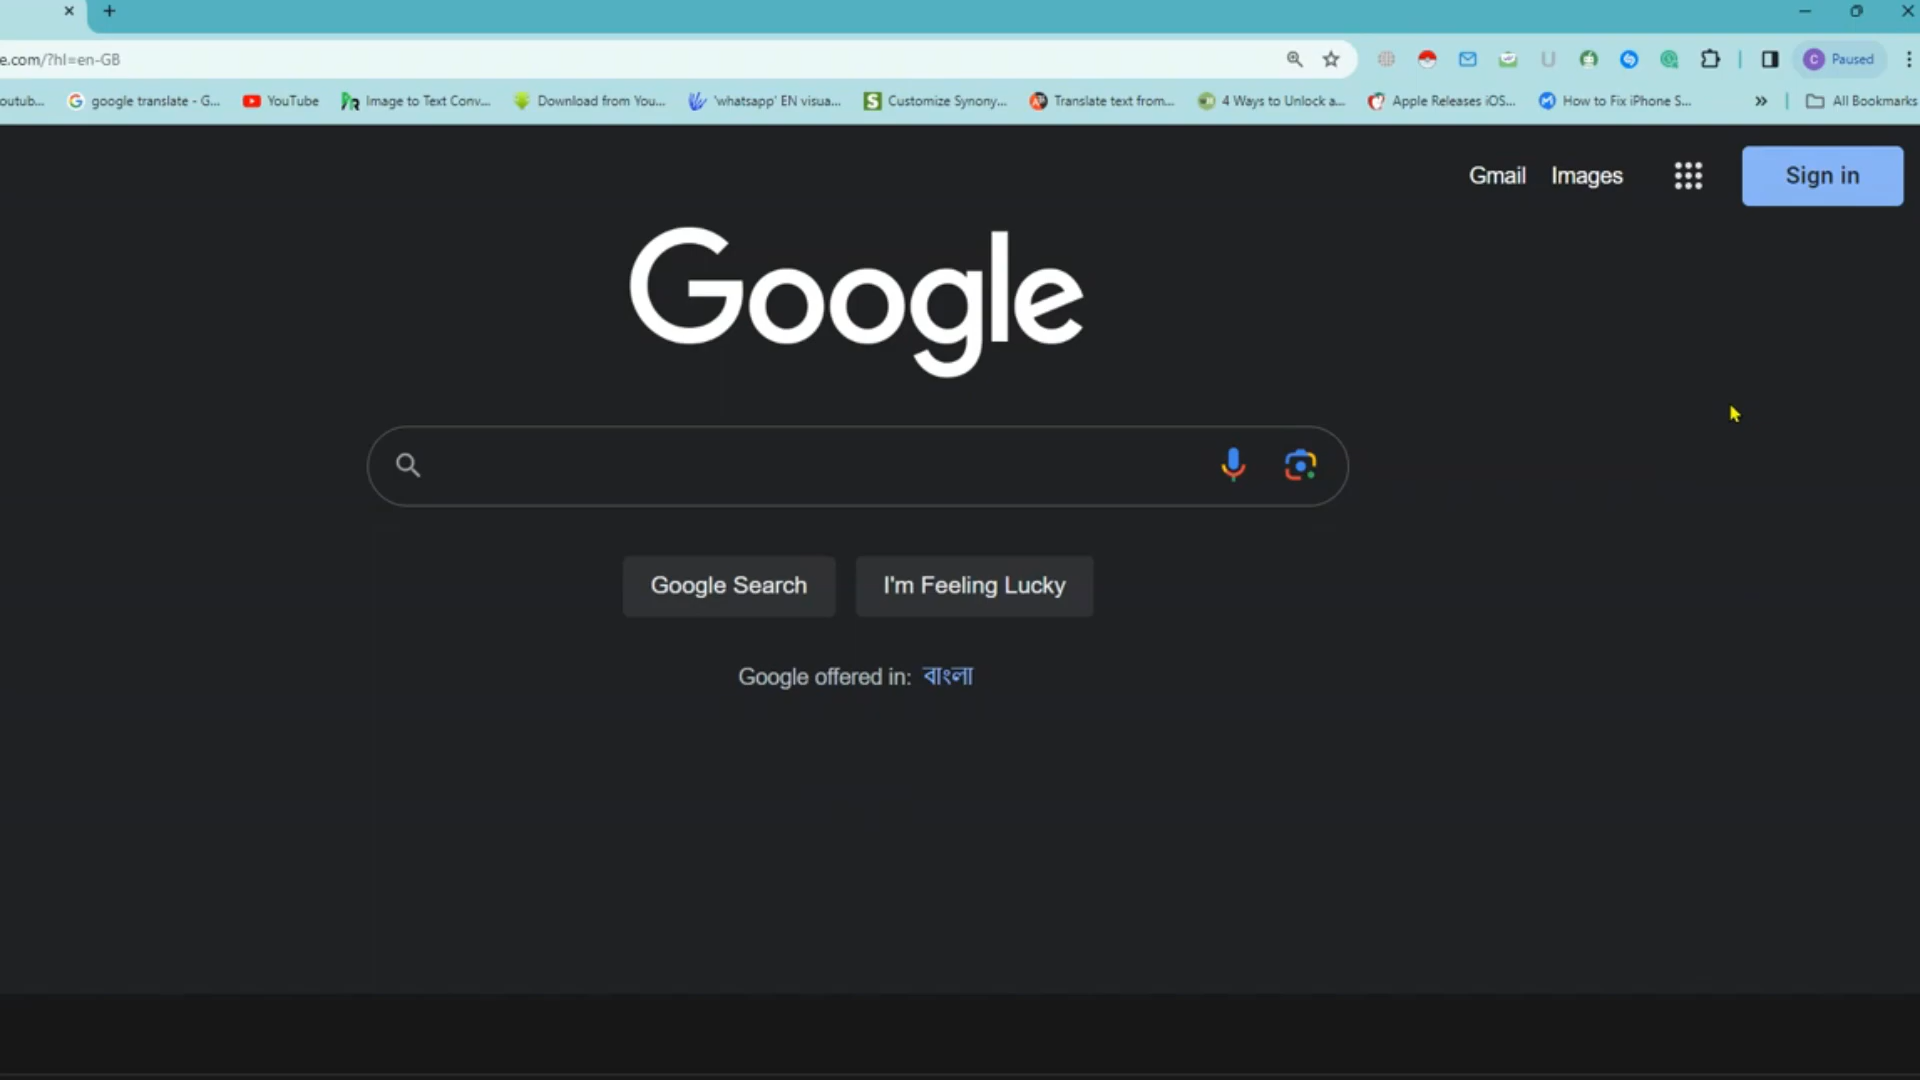 e.com/?hl=en-GB
Paused
outub... google translate - G... YouTube Image to Text Conv... Download from You... 'whatsapp' EN visua... Customize Synony... Translate text from... 4 Ways to Unlock a... Apple Releases iOS... How to Fix iPhone S... All Bookmarks
Gmail Images Sign in
Google
Google Search I'm Feeling Lucky
Google offered in: বাংলা